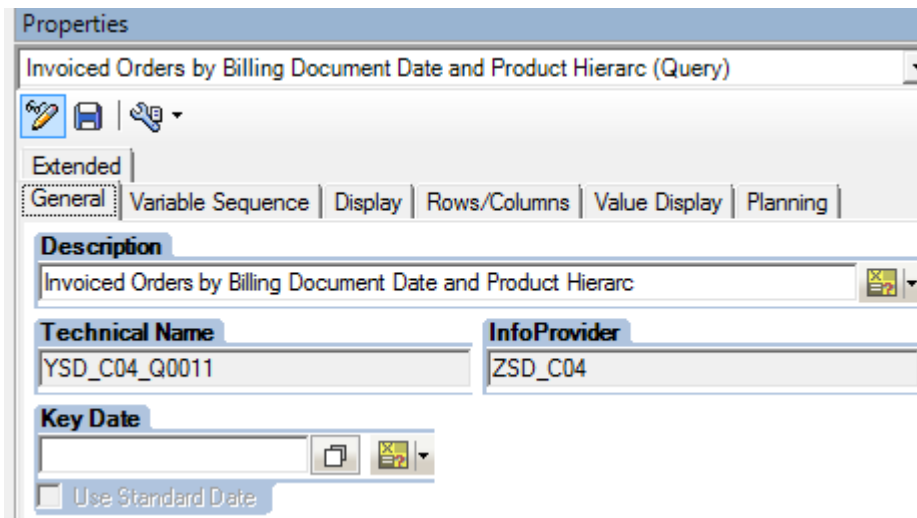 Properties
Invoiced Orders by Billing Document Date and Product Hierarc (Query)
Extended
General Variable Sequence Display Rows/Columns Value Display Planning
Description
Invoiced Orders by Billing Document Date and Product Hierarc
Technical Name InfoProvider
YSD_C04_Q0011 ZSD_C04
Key Date
Use Standard Date